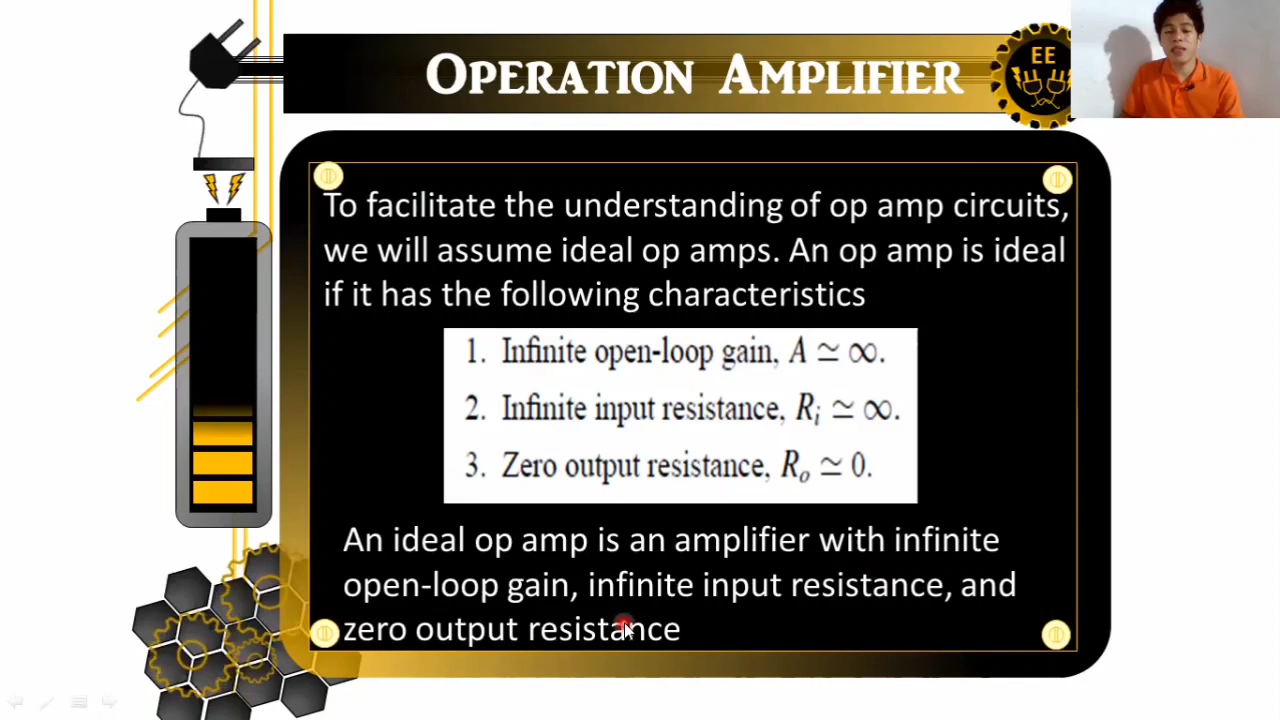 OPERATION AMPLIFIER
EE
To facilitate the understanding of op amp circuits,
we will assume ideal op amps. An op amp is ideal
if it has the following characteristics
1. Infinite open-loop gain, A ≃ ∞.
2. Infinite input resistance, Rᵢ ≃ ∞.
3. Zero output resistance, Rₒ ≃ 0.
An ideal op amp is an amplifier with infinite
open-loop gain, infinite input resistance, and
zero output resistance